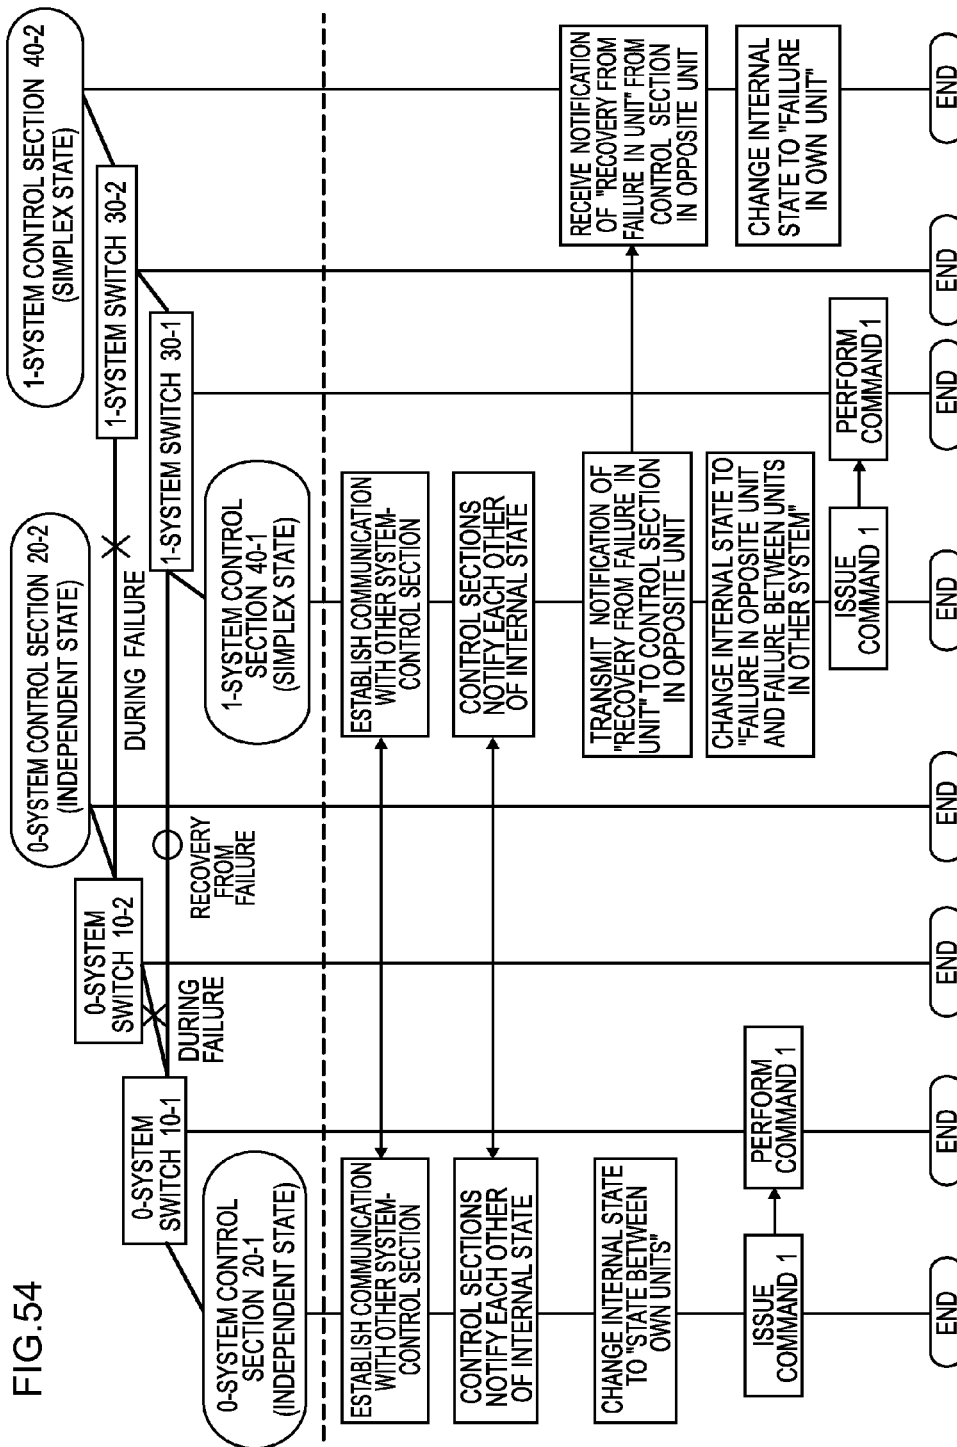 FIG.54
0-SYSTEM CONTROL
SECTION 20-1
(INDEPENDENT STATE)
0-SYSTEM
SWITCH 10-1
0-SYSTEM
SWITCH 10-2
0-SYSTEM CONTROL SECTION 20-2
(INDEPENDENT STATE)
1-SYSTEM CONTROL
SECTION 40-1
(SIMPLEX STATE)
1-SYSTEM SWITCH 30-1
1-SYSTEM SWITCH 30-2
1-SYSTEM CONTROL SECTION 40-2
(SIMPLEX STATE)
DURING
FAILURE
RECOVERY
FROM
FAILURE
DURING FAILURE
ESTABLISH COMMUNICATION
WITH OTHER SYSTEM-
CONTROL SECTION
ESTABLISH COMMUNICATION
WITH OTHER SYSTEM-
CONTROL SECTION
CONTROL SECTIONS
NOTIFY EACH OTHER
OF INTERNAL STATE
CONTROL SECTIONS
NOTIFY EACH OTHER
OF INTERNAL STATE
CHANGE INTERNAL STATE
TO "STATE BETWEEN
OWN UNITS"
TRANSMIT NOTIFICATION OF
"RECOVERY FROM FAILURE IN
UNIT" TO CONTROL SECTION
IN OPPOSITE UNIT
RECEIVE NOTIFICATION
OF "RECOVERY FROM
FAILURE IN UNIT" FROM
CONTROL SECTION
IN OPPOSITE UNIT
CHANGE INTERNAL STATE TO
"FAILURE IN OPPOSITE UNIT
AND FAILURE BETWEEN UNITS
IN OTHER SYSTEM"
CHANGE INTERNAL
STATE TO "FAILURE
IN OWN UNIT"
ISSUE
COMMAND 1
PERFORM
COMMAND 1
ISSUE
COMMAND 1
PERFORM
COMMAND 1
END
END
END
END
END
END
END
END